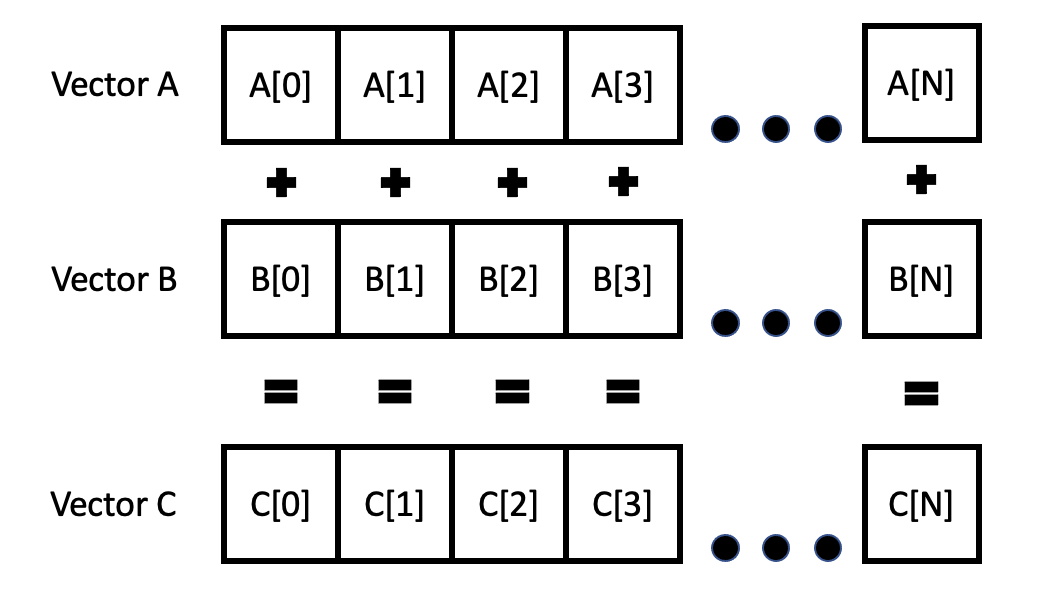 Vector A A[0] A[1] A[2] A[3] A[N]
+ + + + +
Vector B B[0] B[1] B[2] B[3] B[N]
= = = = =
Vector C C[0] C[1] C[2] C[3] C[N]